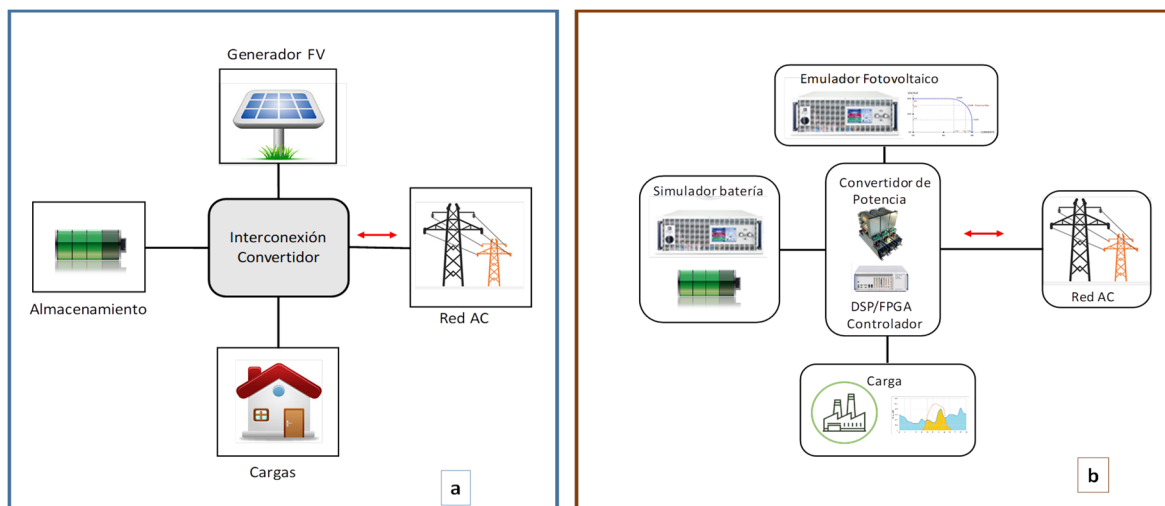 Generador FV
Interconexión
Convertidor
Almacenamiento
Red AC
Cargas
a
Emulador Fotovoltaico
Simulador batería
Convertidor de
Potencia
DSP/FPGA
Controlador
Red AC
Carga
b